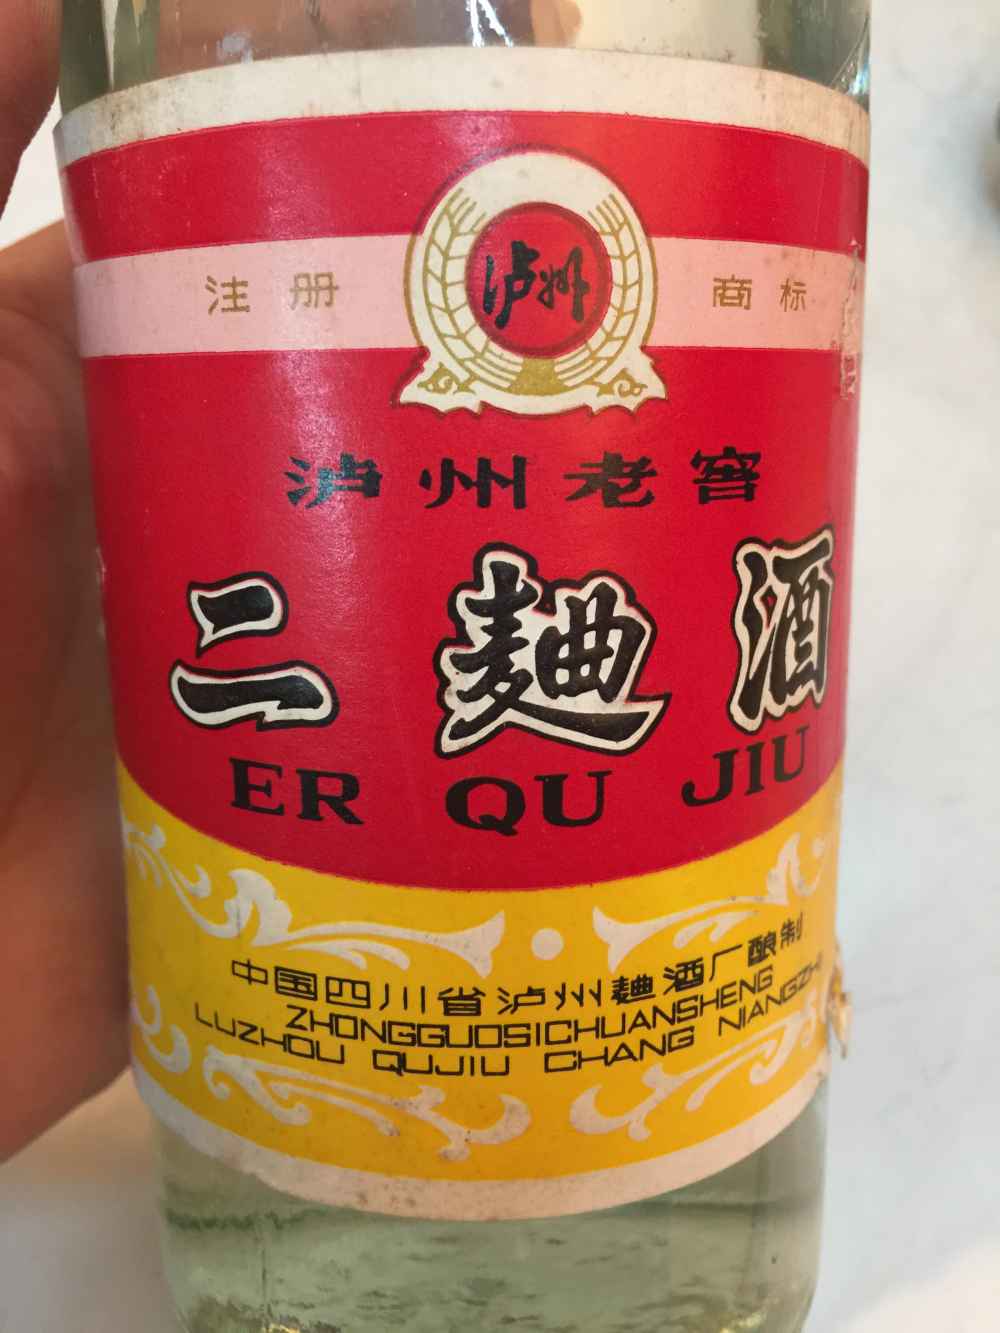 泸州
注册 商标
泸州老窖
二麯酒
ER QU JIU
中国四川省泸州麯酒厂酿制
ZHONGGUOSICHUANSHENG
LUZHOU QUJIU CHANG NIANGZHI